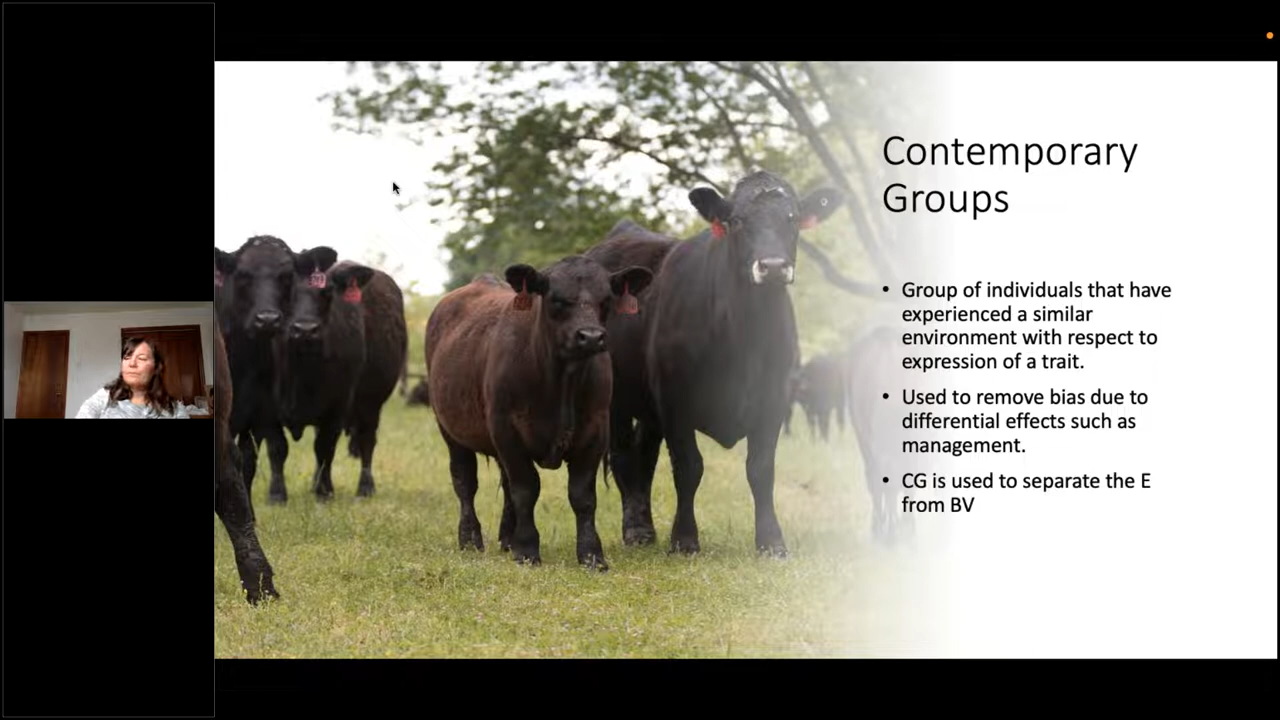 Contemporary
Groups
• Group of individuals that have
experienced a similar
environment with respect to
expression of a trait.
• Used to remove bias due to
differential effects such as
management.
• CG is used to separate the E
from BV